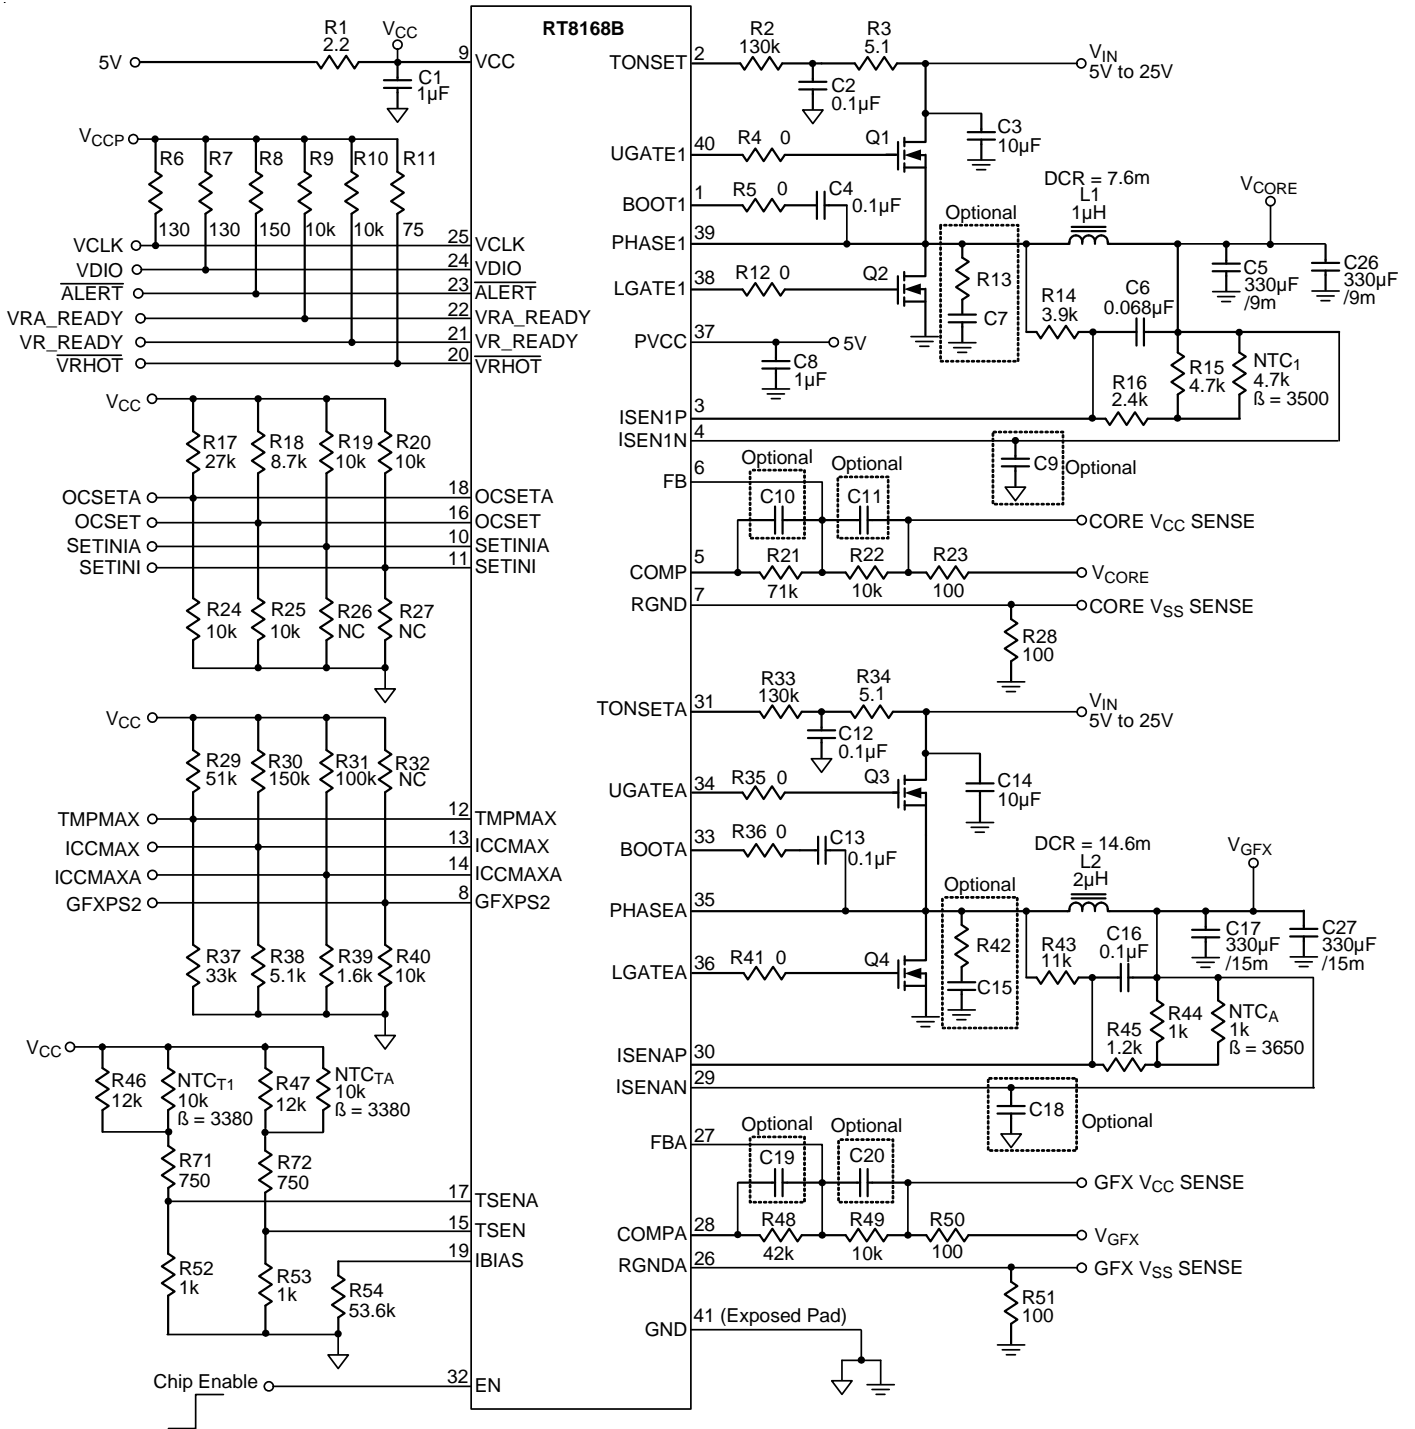 RT8168B
5V
R1
2.2
VCC
C1
1µF
9
VCC
VCCP
R6
130
R7
130
R8
150
R9
10k
R10
10k
R11
75
VCLK
25
VCLK
VDIO
24
VDIO
ALERT
23
ALERT
VRA_READY
22
VRA_READY
VR_READY
21
VR_READY
VRHOT
20
VRHOT
VCC
R17
27k
R18
8.7k
R19
10k
R20
10k
OCSETA
18
OCSETA
OCSET
16
OCSET
SETINIA
10
SETINIA
SETINI
11
SETINI
R24
10k
R25
10k
R26
NC
R27
NC
VCC
R29
51k
R30
150k
R31
100k
R32
NC
TMPMAX
12
TMPMAX
ICCMAX
13
ICCMAX
ICCMAXA
14
ICCMAXA
GFXPS2
8
GFXPS2
R37
33k
R38
5.1k
R39
1.6k
R40
10k
VCC
R46
12k
NTCT1
10k
ß = 3380
R47
12k
NTCTA
10k
ß = 3380
R71
750
R72
750
17
TSENA
15
TSEN
19
IBIAS
R52
1k
R53
1k
R54
53.6k
Chip Enable
32
EN
TONSET
2
R2
130k
R3
5.1
C2
0.1µF
VIN
5V to 25V
C3
10µF
UGATE1
40
R4 0
Q1
BOOT1
1
R5 0
C4
0.1µF
PHASE1
39
Optional
R13
C7
DCR = 7.6m
L1
1µH
VCORE
C5
330µF
/9m
C26
330µF
/9m
LGATE1
38
R12 0
Q2
R14
3.9k
C6
0.068µF
PVCC
37
5V
C8
1µF
R16
2.4k
R15
4.7k
NTC1
4.7k
ß = 3500
ISEN1P
3
ISEN1N
4
C9
Optional
FB
6
Optional
C10
Optional
C11
CORE VCC SENSE
COMP
5
R21
71k
R22
10k
R23
100
VCORE
RGND
7
CORE VSS SENSE
R28
100
TONSETA
31
R33
130k
R34
5.1
C12
0.1µF
VIN
5V to 25V
C14
10µF
UGATEA
34
R35 0
Q3
BOOTA
33
R36 0
C13
0.1µF
PHASEA
35
Optional
R42
C15
DCR = 14.6m
L2
2µH
VGFX
C17
330µF
/15m
C27
330µF
/15m
LGATEA
36
R41 0
Q4
R43
11k
C16
0.1µF
R45
1.2k
R44
1k
NTCA
1k
ß = 3650
ISENAP
30
ISENAN
29
C18
Optional
FBA
27
Optional
C19
Optional
C20
GFX VCC SENSE
COMPA
28
R48
42k
R49
10k
R50
100
VGFX
RGNDA
26
GFX VSS SENSE
R51
100
GND
41 (Exposed Pad)